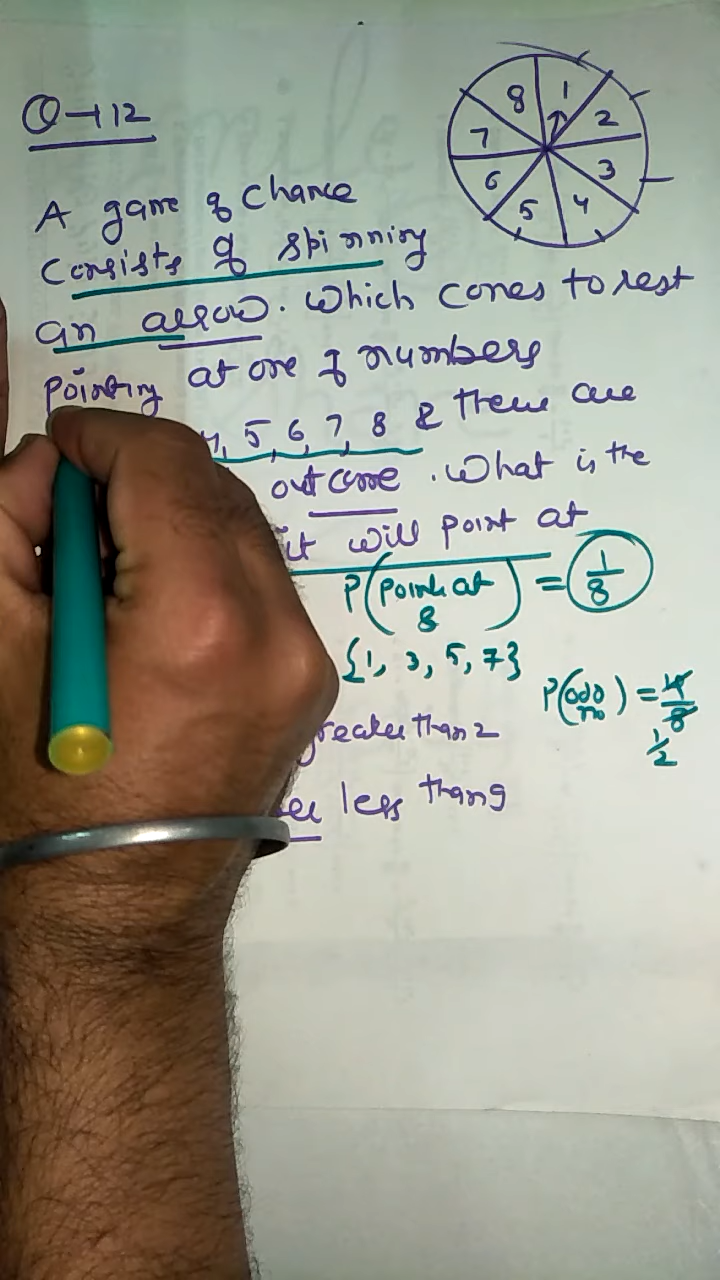 Q→12
8 1
7 2
6 3
5 4
A game of chance
Consists of spinning
an arrow. Which comes to rest
pointing at one of numbers
4, 5, 6, 7, 8 & there are
outcome. What is the
it will point at
P(point at 8) = 1/8
{1, 3, 5, 7}
P(odd no) = 4/8
1/2
greater than 2
less than 9